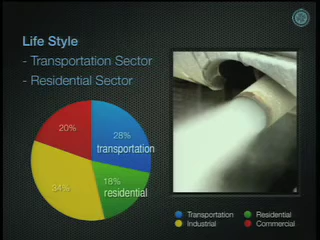 Life Style
- Transportation Sector
- Residential Sector
20%
28%
transportation
34%
18%
residential
Transportation
Residential
Industrial
Commercial